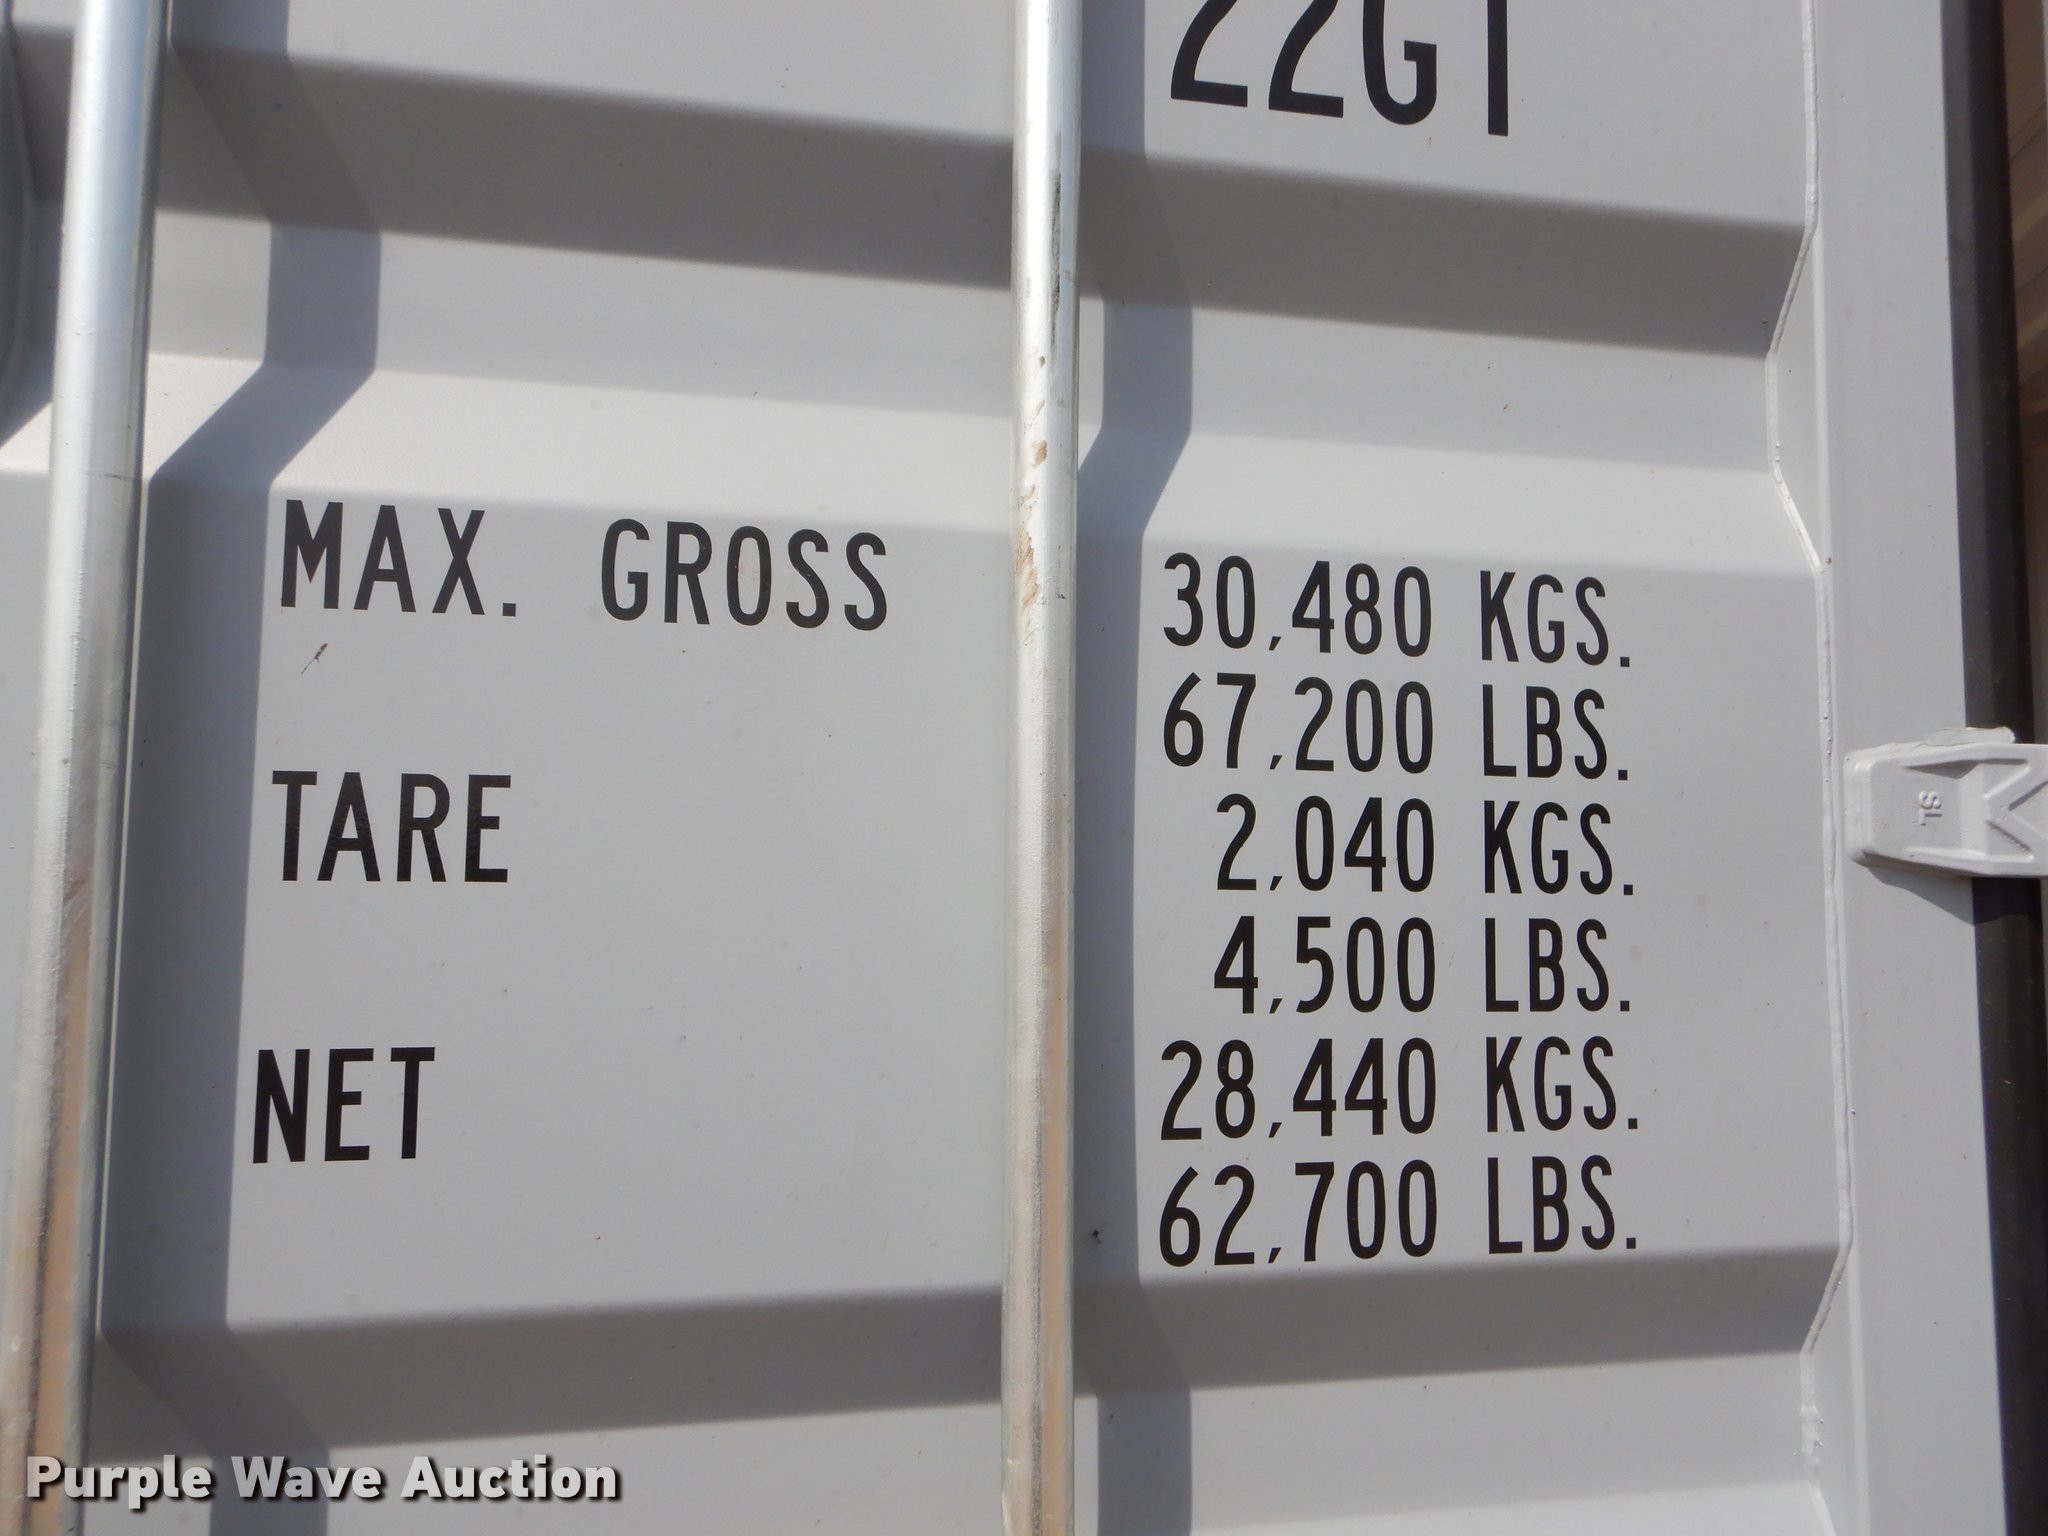 22G1
MAX. GROSS 30,480 KGS.
67,200 LBS.
TARE 2,040 KGS.
4,500 LBS.
NET 28,440 KGS.
62,700 LBS.
SL
Purple Wave Auction